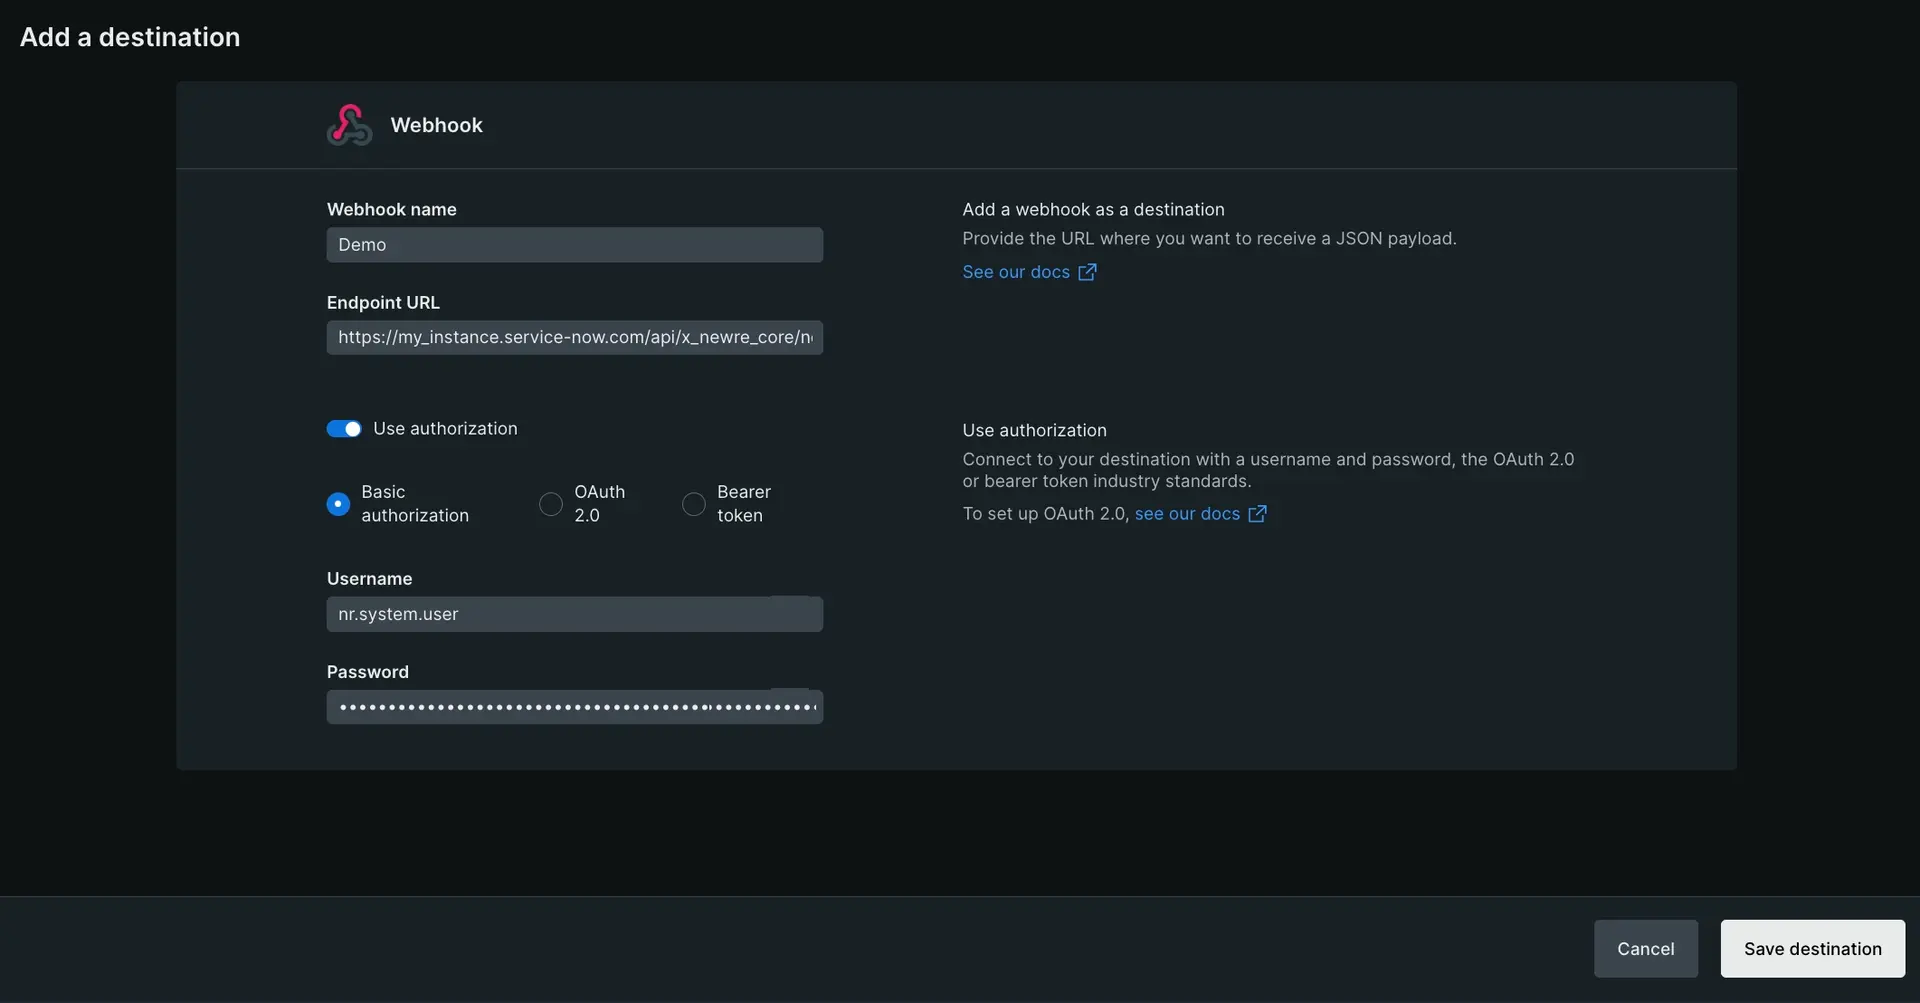 Add a destination
Webhook
Webhook name
Demo
Endpoint URL
https://my_instance.service-now.com/api/x_newre_core/n
Use authorization
Basic
authorization
OAuth
2.0
Bearer
token
Username
nr.system.user
Password
Add a webhook as a destination
Provide the URL where you want to receive a JSON payload.
See our docs
Use authorization
Connect to your destination with a username and password, the OAuth 2.0
or bearer token industry standards.
To set up OAuth 2.0, see our docs
Cancel
Save destination